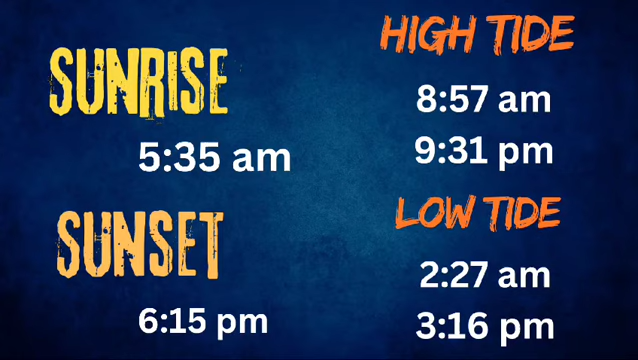 SUNRISE
5:35 am
SUNSET
6:15 pm
HIGH TIDE
8:57 am
9:31 pm
LOW TIDE
2:27 am
3:16 pm